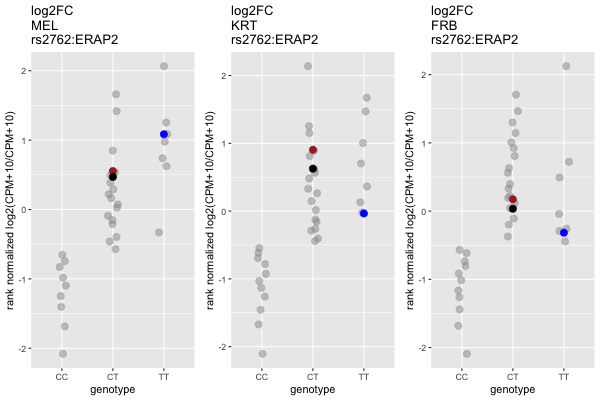 log2FC
MEL
rs2762:ERAP2
rank normalized log2(CPM+10/CPM+10)
2
1
0
-1
-2
CC
CT
TT
genotype
log2FC
KRT
rs2762:ERAP2
rank normalized log2(CPM+10/CPM+10)
2
1
0
-1
-2
CC
CT
TT
genotype
log2FC
FRB
rs2762:ERAP2
rank normalized log2(CPM+10/CPM+10)
2
1
0
-1
-2
CC
CT
TT
genotype